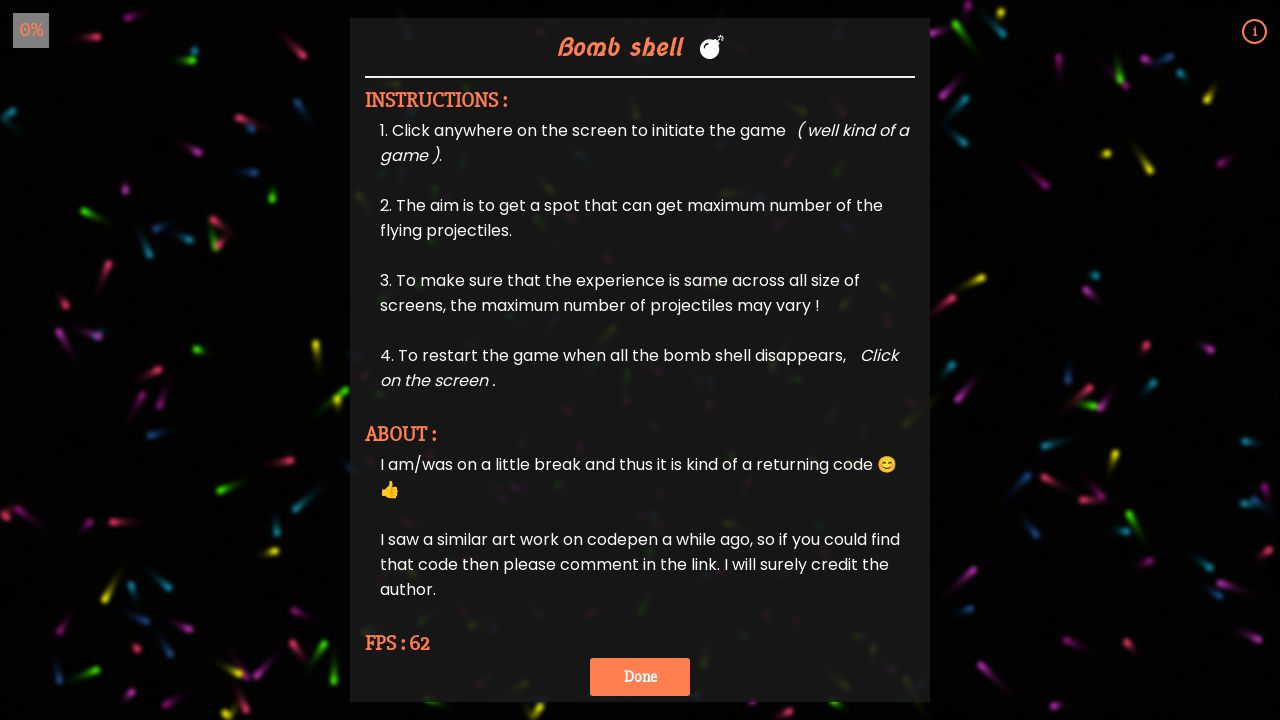 0%
Bomb shell 💣
i
INSTRUCTIONS :
1. Click anywhere on the screen to initiate the game ( well kind of a
game ).
2. The aim is to get a spot that can get maximum number of the
flying projectiles.
3. To make sure that the experience is same across all size of
screens, the maximum number of projectiles may vary !
4. To restart the game when all the bomb shell disappears, Click
on the screen .
ABOUT :
I am/was on a little break and thus it is kind of a returning code 😊
👍
I saw a similar art work on codepen a while ago, so if you could find
that code then please comment in the link. I will surely credit the
author.
FPS : 62
Done